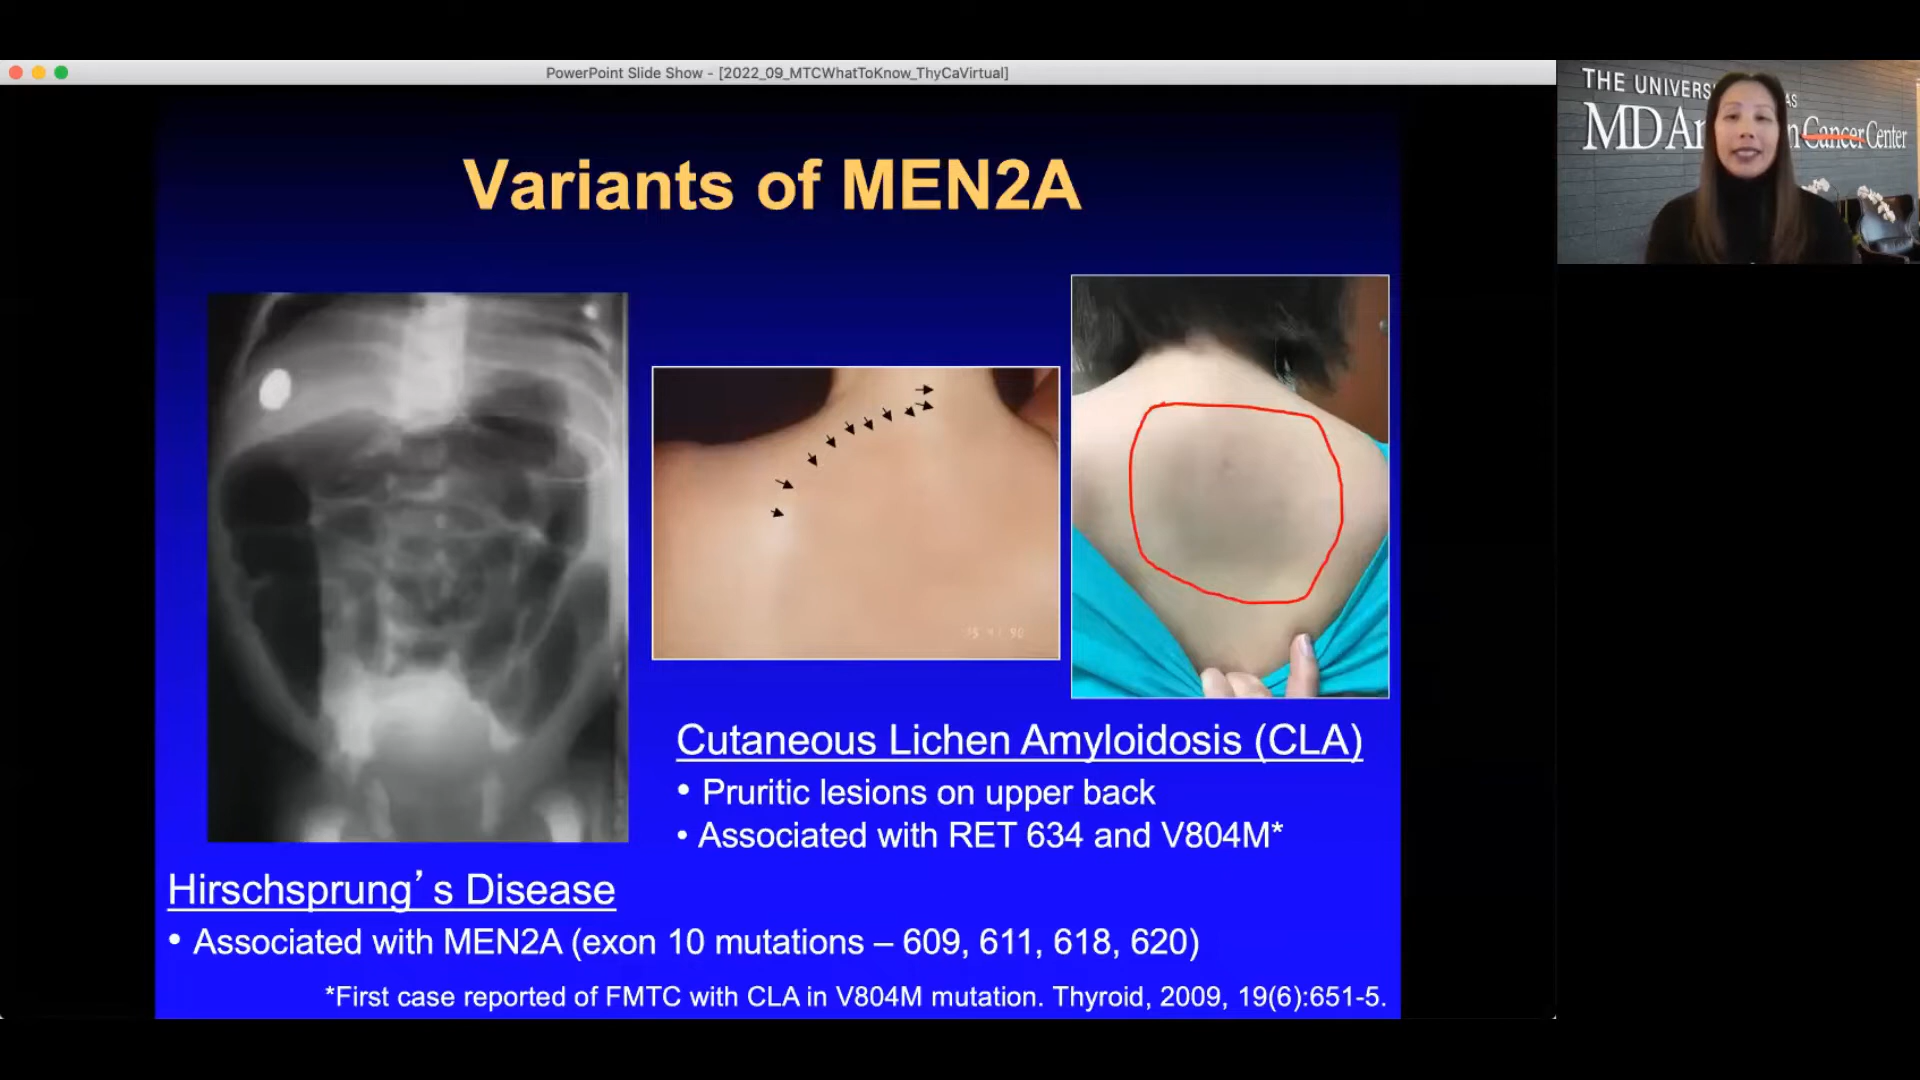 PowerPoint Slide Show - [2022_09_MTCWhatToKnow_ThyCaVirtual]
THE UNIVERS AS
MD An n Cancer Center
Variants of MEN2A
Cutaneous Lichen Amyloidosis (CLA)
• Pruritic lesions on upper back
• Associated with RET 634 and V804M*
Hirschsprung’s Disease
• Associated with MEN2A (exon 10 mutations – 609, 611, 618, 620)
*First case reported of FMTC with CLA in V804M mutation. Thyroid, 2009, 19(6):651-5.